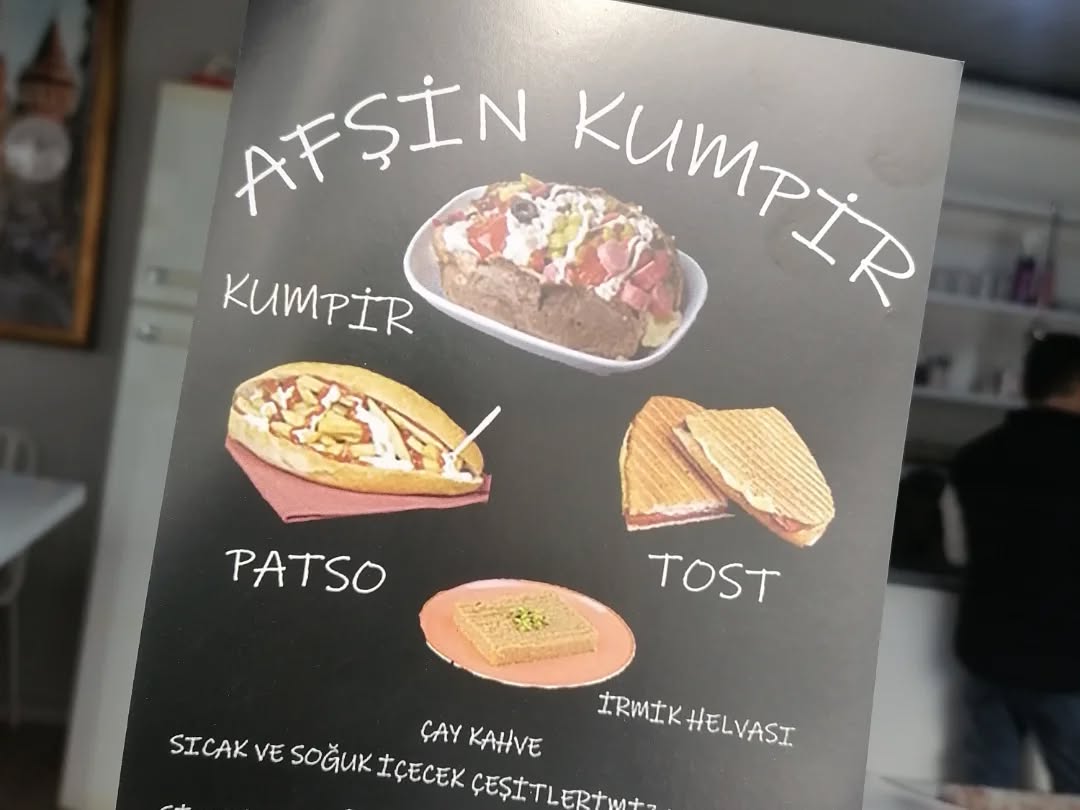 AFŞİN KUMPİR
KUMPİR
PATSO
TOST
İRMİK HELVASI
ÇAY KAHVE
SICAK VE SOĞUK İÇECEK ÇEŞİTLERİMİZ